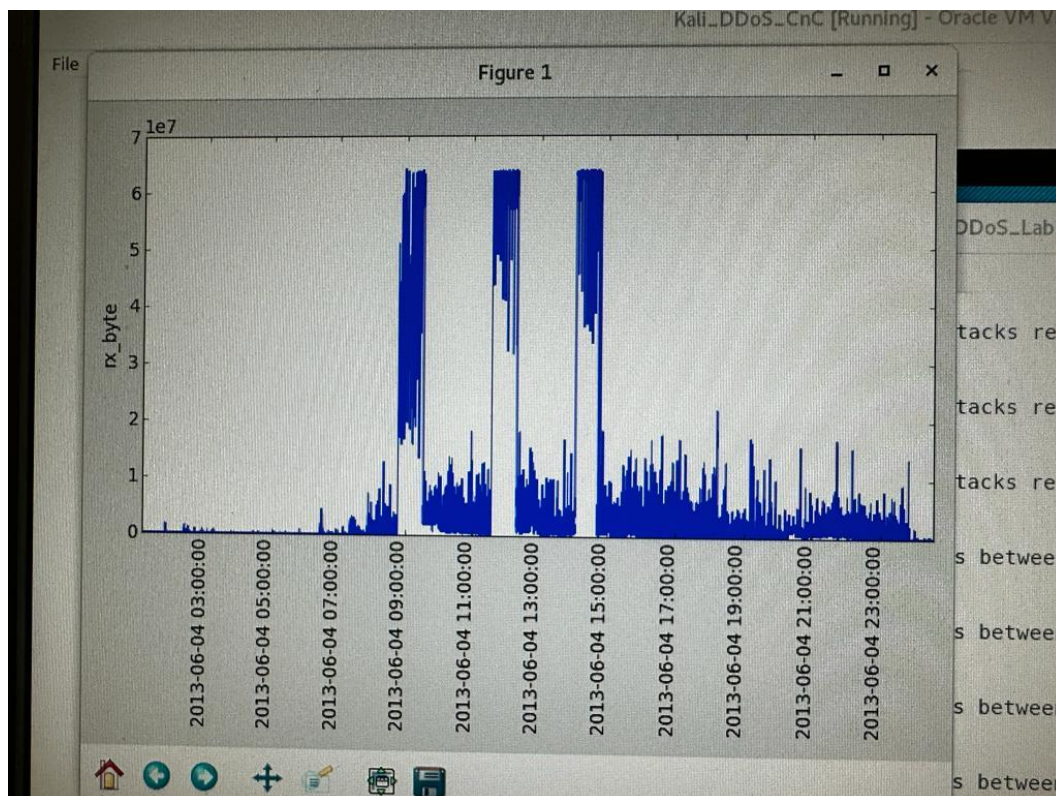 Kali_DDoS_CnC [Running] - Oracle VM V
File
Figure 1
1e7
7
6
5
4
3
2
1
0
rx_byte
2013-06-04 03:00:00
2013-06-04 05:00:00
2013-06-04 07:00:00
2013-06-04 09:00:00
2013-06-04 11:00:00
2013-06-04 13:00:00
2013-06-04 15:00:00
2013-06-04 17:00:00
2013-06-04 19:00:00
2013-06-04 21:00:00
2013-06-04 23:00:00
DDoS_Lab
tacks re
tacks re
tacks re
s betwee
s betwee
s between
s between